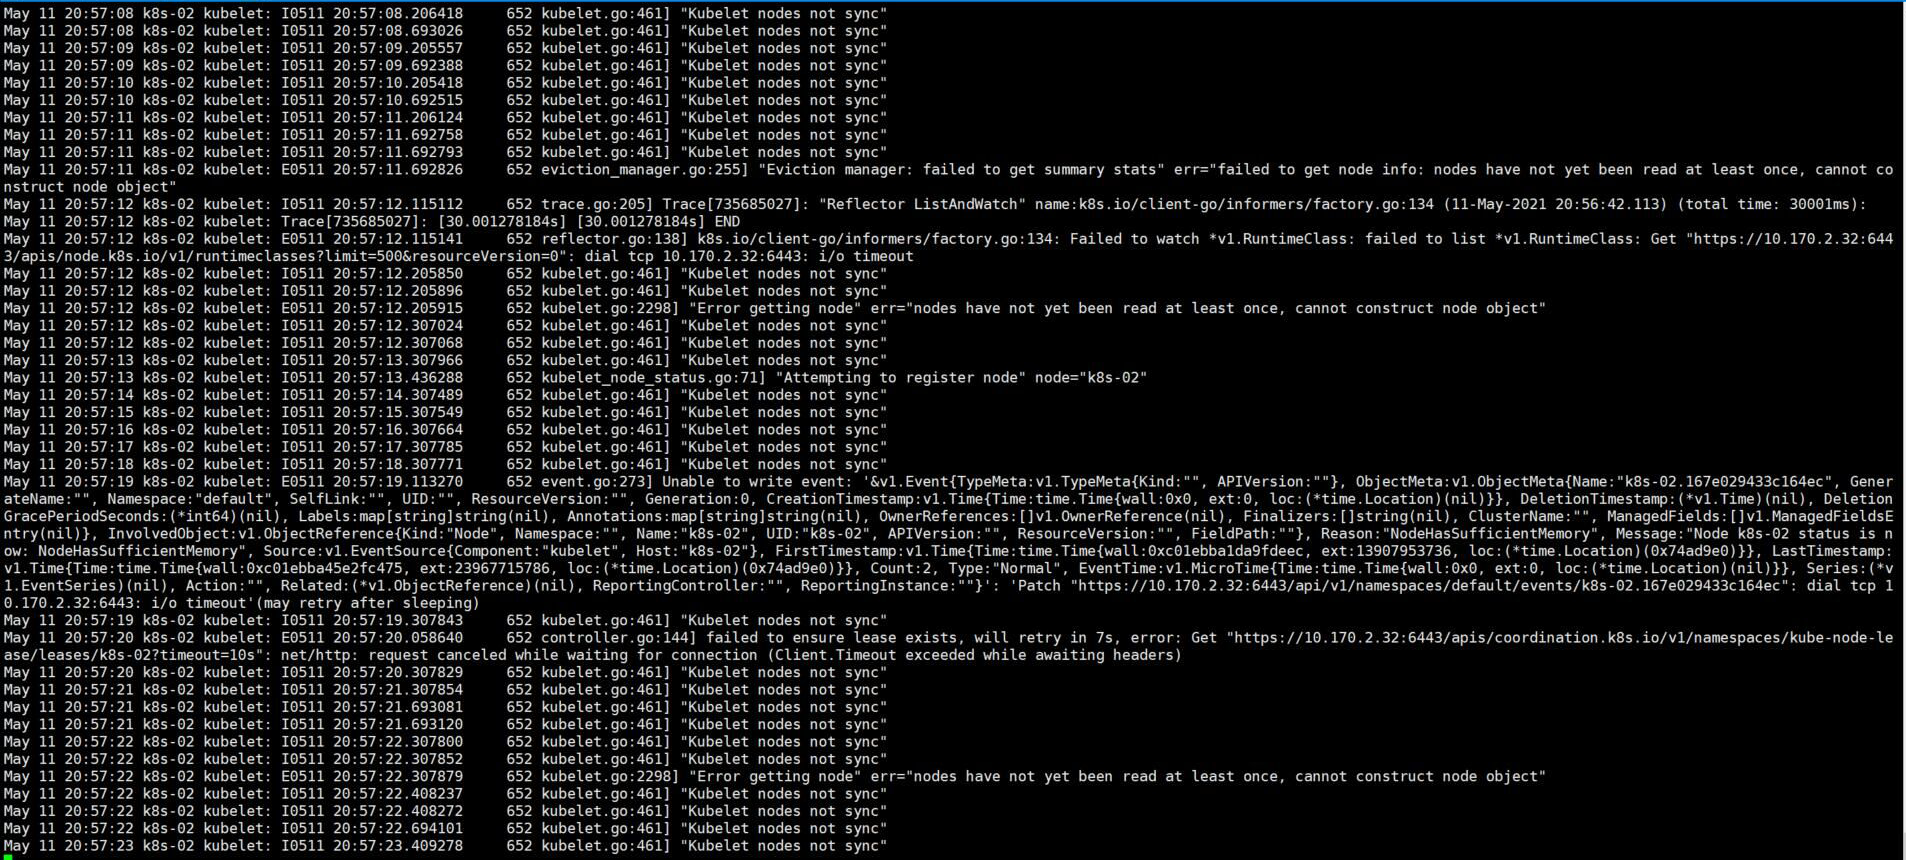 May 11 20:57:08 k8s-02 kubelet: I0511 20:57:08.206418     652 kubelet.go:461] "Kubelet nodes not sync"
May 11 20:57:08 k8s-02 kubelet: I0511 20:57:08.693026     652 kubelet.go:461] "Kubelet nodes not sync"
May 11 20:57:09 k8s-02 kubelet: I0511 20:57:09.205557     652 kubelet.go:461] "Kubelet nodes not sync"
May 11 20:57:09 k8s-02 kubelet: I0511 20:57:09.692388     652 kubelet.go:461] "Kubelet nodes not sync"
May 11 20:57:10 k8s-02 kubelet: I0511 20:57:10.205418     652 kubelet.go:461] "Kubelet nodes not sync"
May 11 20:57:10 k8s-02 kubelet: I0511 20:57:10.692515     652 kubelet.go:461] "Kubelet nodes not sync"
May 11 20:57:11 k8s-02 kubelet: I0511 20:57:11.206124     652 kubelet.go:461] "Kubelet nodes not sync"
May 11 20:57:11 k8s-02 kubelet: I0511 20:57:11.692758     652 kubelet.go:461] "Kubelet nodes not sync"
May 11 20:57:11 k8s-02 kubelet: I0511 20:57:11.692793     652 kubelet.go:461] "Kubelet nodes not sync"
May 11 20:57:11 k8s-02 kubelet: E0511 20:57:11.692826     652 eviction_manager.go:255] "Eviction manager: failed to get summary stats" err="failed to get node info: nodes have not yet been read at least once, cannot co
nstruct node object"
May 11 20:57:12 k8s-02 kubelet: I0511 20:57:12.115112     652 trace.go:205] Trace[735685027]: "Reflector ListAndWatch" name:k8s.io/client-go/informers/factory.go:134 (11-May-2021 20:56:42.113) (total time: 30001ms):
May 11 20:57:12 k8s-02 kubelet: Trace[735685027]: [30.001278184s] [30.001278184s] END
May 11 20:57:12 k8s-02 kubelet: E0511 20:57:12.115141     652 reflector.go:138] k8s.io/client-go/informers/factory.go:134: Failed to watch *v1.RuntimeClass: failed to list *v1.RuntimeClass: Get "https://10.170.2.32:644
3/apis/node.k8s.io/v1/runtimeclasses?limit=500&resourceVersion=0": dial tcp 10.170.2.32:6443: i/o timeout
May 11 20:57:12 k8s-02 kubelet: I0511 20:57:12.205850     652 kubelet.go:461] "Kubelet nodes not sync"
May 11 20:57:12 k8s-02 kubelet: I0511 20:57:12.205896     652 kubelet.go:461] "Kubelet nodes not sync"
May 11 20:57:12 k8s-02 kubelet: E0511 20:57:12.205915     652 kubelet.go:2298] "Error getting node" err="nodes have not yet been read at least once, cannot construct node object"
May 11 20:57:12 k8s-02 kubelet: I0511 20:57:12.307024     652 kubelet.go:461] "Kubelet nodes not sync"
May 11 20:57:12 k8s-02 kubelet: I0511 20:57:12.307068     652 kubelet.go:461] "Kubelet nodes not sync"
May 11 20:57:13 k8s-02 kubelet: I0511 20:57:13.307966     652 kubelet.go:461] "Kubelet nodes not sync"
May 11 20:57:13 k8s-02 kubelet: I0511 20:57:13.436288     652 kubelet_node_status.go:71] "Attempting to register node" node="k8s-02"
May 11 20:57:14 k8s-02 kubelet: I0511 20:57:14.307489     652 kubelet.go:461] "Kubelet nodes not sync"
May 11 20:57:15 k8s-02 kubelet: I0511 20:57:15.307549     652 kubelet.go:461] "Kubelet nodes not sync"
May 11 20:57:16 k8s-02 kubelet: I0511 20:57:16.307664     652 kubelet.go:461] "Kubelet nodes not sync"
May 11 20:57:17 k8s-02 kubelet: I0511 20:57:17.307785     652 kubelet.go:461] "Kubelet nodes not sync"
May 11 20:57:18 k8s-02 kubelet: I0511 20:57:18.307771     652 kubelet.go:461] "Kubelet nodes not sync"
May 11 20:57:19 k8s-02 kubelet: E0511 20:57:19.113270     652 event.go:273] Unable to write event: '&v1.Event{TypeMeta:v1.TypeMeta{Kind:"", APIVersion:""}, ObjectMeta:v1.ObjectMeta{Name:"k8s-02.167e029433c164ec", Gener
ateName:"", Namespace:"default", SelfLink:"", UID:"", ResourceVersion:"", Generation:0, CreationTimestamp:v1.Time{Time:time.Time{wall:0x0, ext:0, loc:(*time.Location)(nil)}}, DeletionTimestamp:(*v1.Time)(nil), Deletion
GracePeriodSeconds:(*int64)(nil), Labels:map[string]string(nil), Annotations:map[string]string(nil), OwnerReferences:[]v1.OwnerReference(nil), Finalizers:[]string(nil), ClusterName:"", ManagedFields:[]v1.ManagedFieldsE
ntry(nil)}, InvolvedObject:v1.ObjectReference{Kind:"Node", Namespace:"", Name:"k8s-02", UID:"k8s-02", APIVersion:"", ResourceVersion:"", FieldPath:""}, Reason:"NodeHasSufficientMemory", Message:"Node k8s-02 status is n
ow: NodeHasSufficientMemory", Source:v1.EventSource{Component:"kubelet", Host:"k8s-02"}, FirstTimestamp:v1.Time{Time:time.Time{wall:0xc01ebba1da9fdeec, ext:13907953736, loc:(*time.Location)(0x74ad9e0)}}, LastTimestamp:
v1.Time{Time:time.Time{wall:0xc01ebba45e2fc475, ext:23967715786, loc:(*time.Location)(0x74ad9e0)}}, Count:2, Type:"Normal", EventTime:v1.MicroTime{Time:time.Time{wall:0x0, ext:0, loc:(*time.Location)(nil)}}, Series:(*v
1.EventSeries)(nil), Action:"", Related:(*v1.ObjectReference)(nil), ReportingController:"", ReportingInstance:""}': 'Patch "https://10.170.2.32:6443/api/v1/namespaces/default/events/k8s-02.167e029433c164ec": dial tcp 1
0.170.2.32:6443: i/o timeout'(may retry after sleeping)
May 11 20:57:19 k8s-02 kubelet: I0511 20:57:19.307843     652 kubelet.go:461] "Kubelet nodes not sync"
May 11 20:57:20 k8s-02 kubelet: E0511 20:57:20.058640     652 controller.go:144] failed to ensure lease exists, will retry in 7s, error: Get "https://10.170.2.32:6443/apis/coordination.k8s.io/v1/namespaces/kube-node-le
ase/leases/k8s-02?timeout=10s": net/http: request canceled while waiting for connection (Client.Timeout exceeded while awaiting headers)
May 11 20:57:20 k8s-02 kubelet: I0511 20:57:20.307829     652 kubelet.go:461] "Kubelet nodes not sync"
May 11 20:57:21 k8s-02 kubelet: I0511 20:57:21.307854     652 kubelet.go:461] "Kubelet nodes not sync"
May 11 20:57:21 k8s-02 kubelet: I0511 20:57:21.693081     652 kubelet.go:461] "Kubelet nodes not sync"
May 11 20:57:21 k8s-02 kubelet: I0511 20:57:21.693120     652 kubelet.go:461] "Kubelet nodes not sync"
May 11 20:57:22 k8s-02 kubelet: I0511 20:57:22.307800     652 kubelet.go:461] "Kubelet nodes not sync"
May 11 20:57:22 k8s-02 kubelet: I0511 20:57:22.307852     652 kubelet.go:461] "Kubelet nodes not sync"
May 11 20:57:22 k8s-02 kubelet: E0511 20:57:22.307879     652 kubelet.go:2298] "Error getting node" err="nodes have not yet been read at least once, cannot construct node object"
May 11 20:57:22 k8s-02 kubelet: I0511 20:57:22.408237     652 kubelet.go:461] "Kubelet nodes not sync"
May 11 20:57:22 k8s-02 kubelet: I0511 20:57:22.408272     652 kubelet.go:461] "Kubelet nodes not sync"
May 11 20:57:22 k8s-02 kubelet: I0511 20:57:22.694101     652 kubelet.go:461] "Kubelet nodes not sync"
May 11 20:57:23 k8s-02 kubelet: I0511 20:57:23.409278     652 kubelet.go:461] "Kubelet nodes not sync"